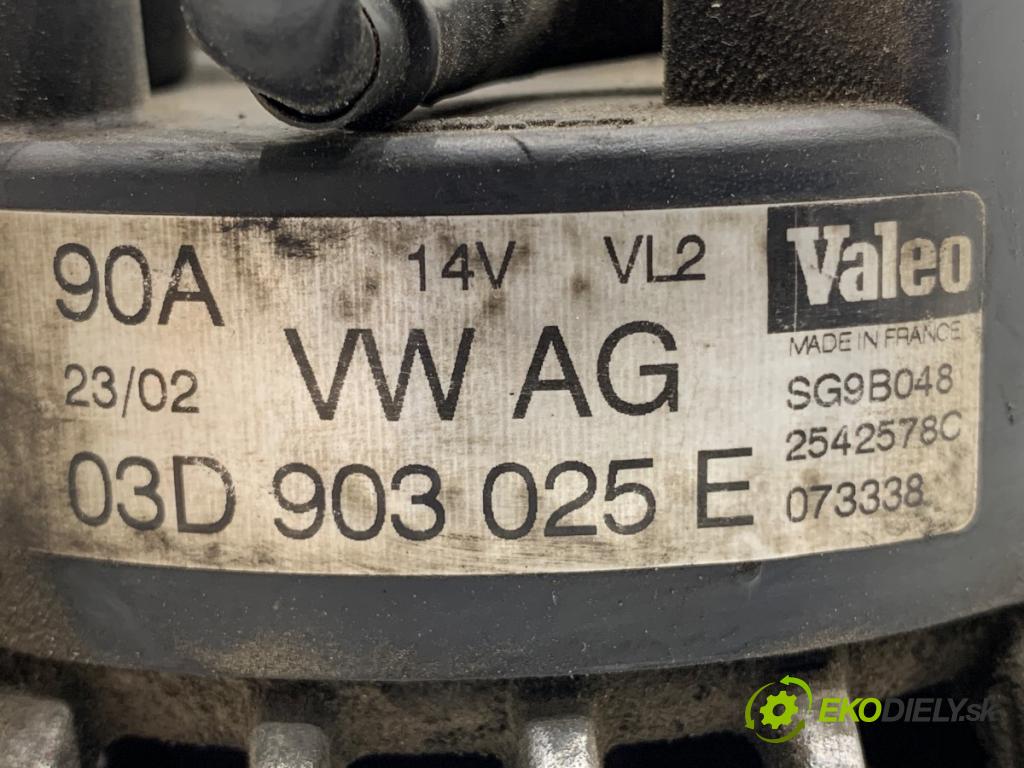 90A 14V VL2 Valeo
MADE IN FRANCE
23/02 VW AG SG9B048
2542578C
03D 903 025 E 073338
EKODIELY.sk